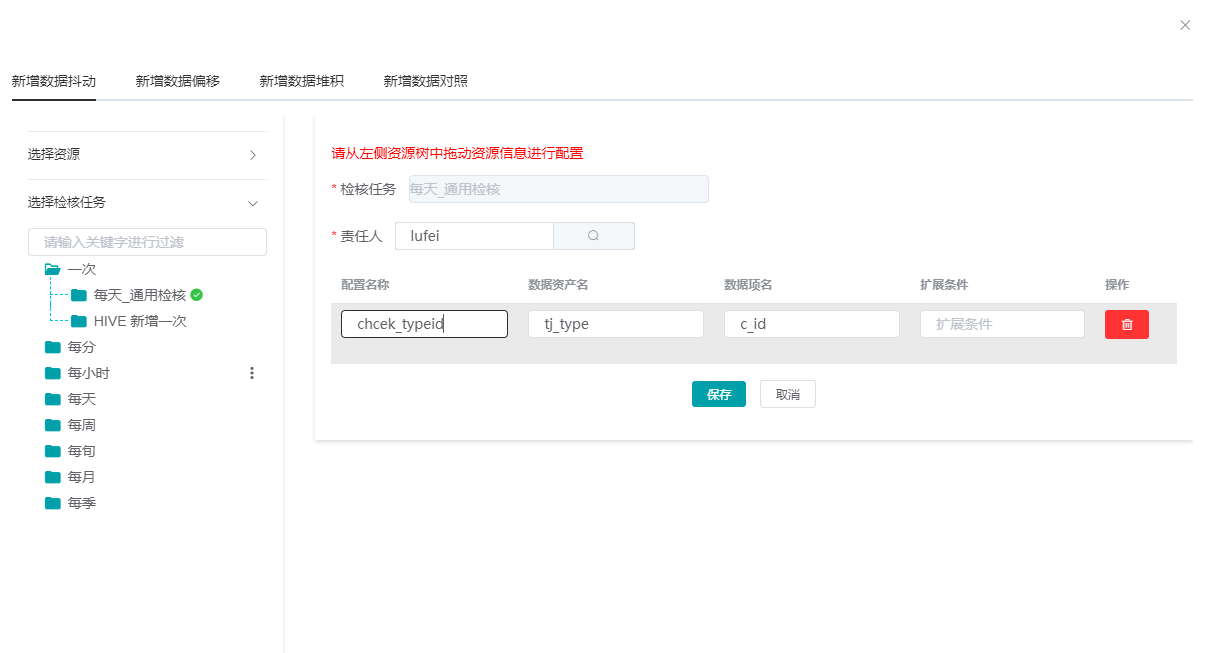 新增数据抖动 新增数据偏移 新增数据堆积 新增数据对照
选择资源
选择检核任务
请输入关键字进行过滤
一次
每天_通用检核
HIVE 新增一次
每分
每小时
每天
每周
每旬
每月
每季
请从左侧资源树中拖动资源信息进行配置
* 检核任务 每天_通用检核
* 责任人 lufei
配置名称 数据资产名 数据项名 扩展条件 操作
chcek_typeid tj_type c_id 扩展条件
保存 取消